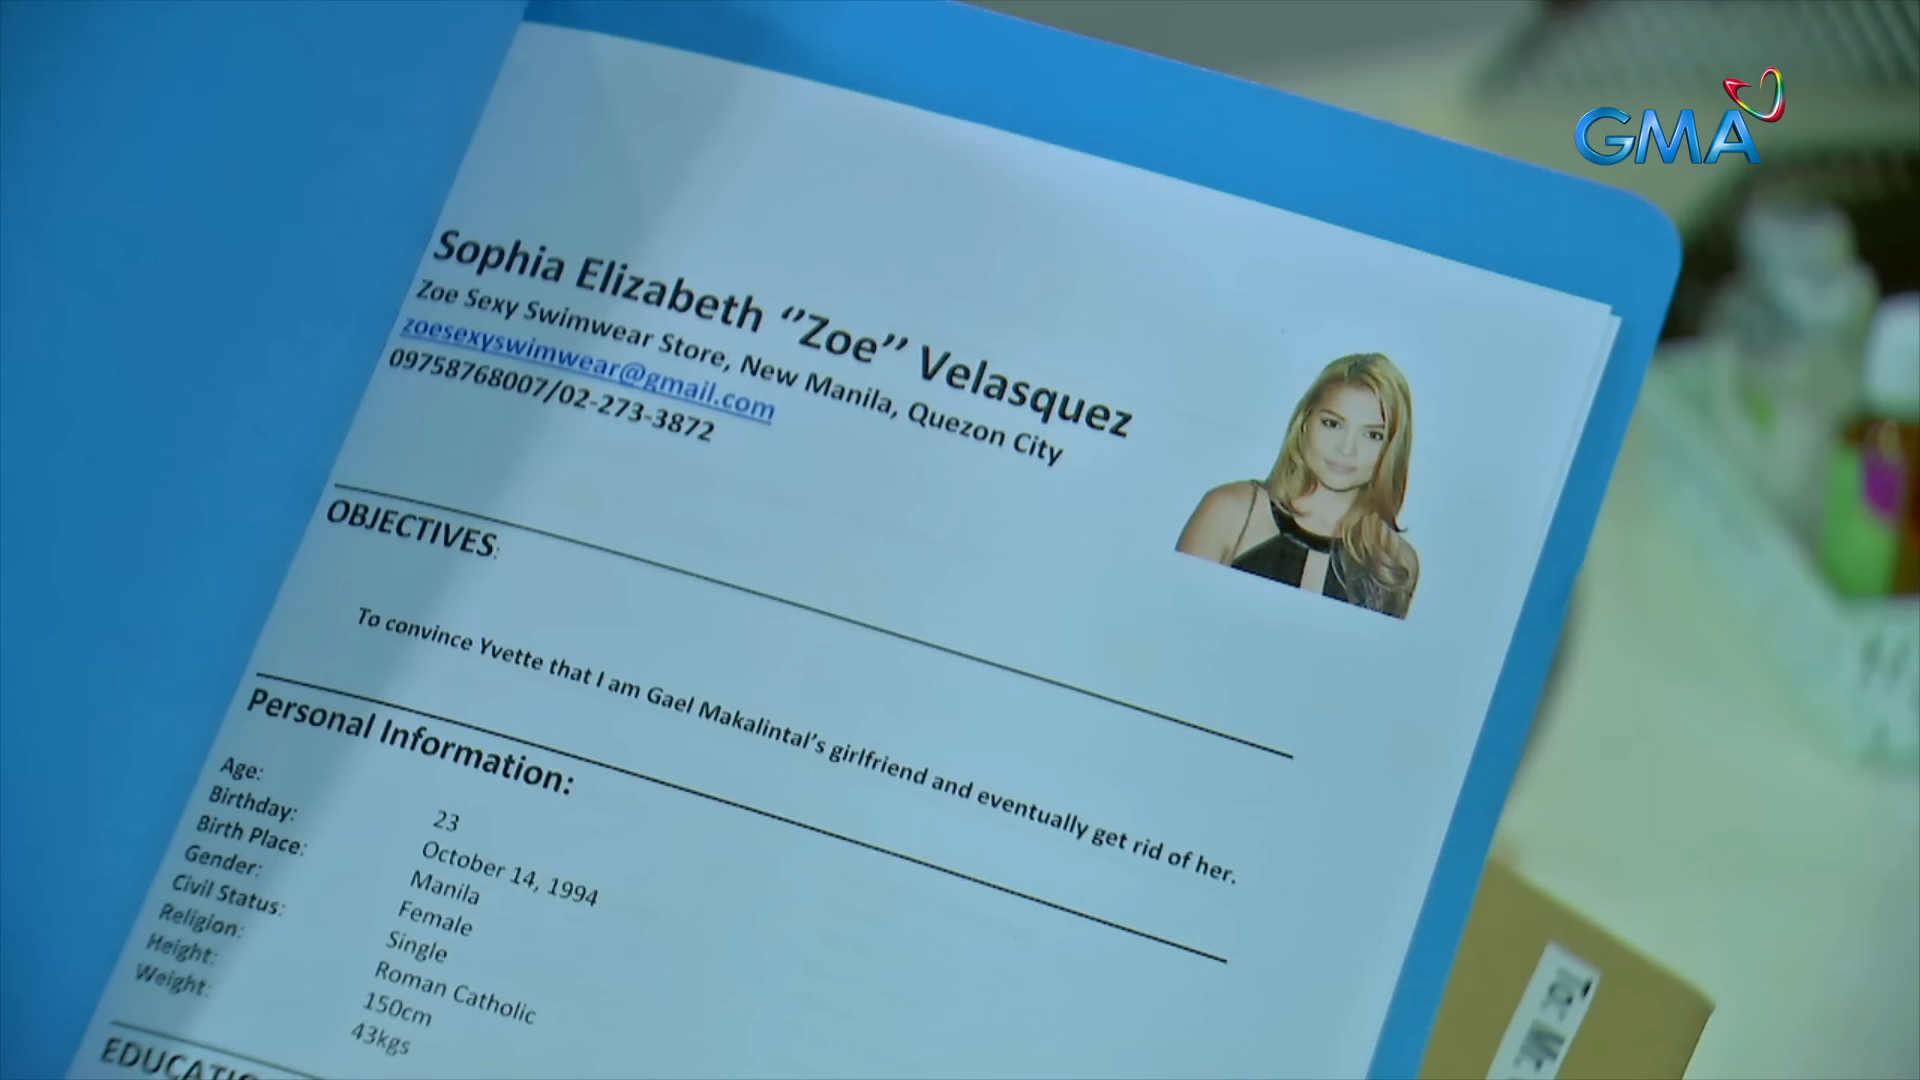 GMA
Sophia Elizabeth “Zoe” Velasquez
Zoe Sexy Swimwear Store, New Manila, Quezon City
zoesexyswimwear@gmail.com
09758768007/02-273-3872
OBJECTIVES:
To convince Yvette that I am Gael Makalintal’s girlfriend and eventually get rid of her.
Personal Information:
Age: 23
Birthday: October 14, 1994
Birth Place: Manila
Gender: Female
Civil Status: Single
Religion: Roman Catholic
Height: 150cm
Weight: 43kgs
To: Mr.